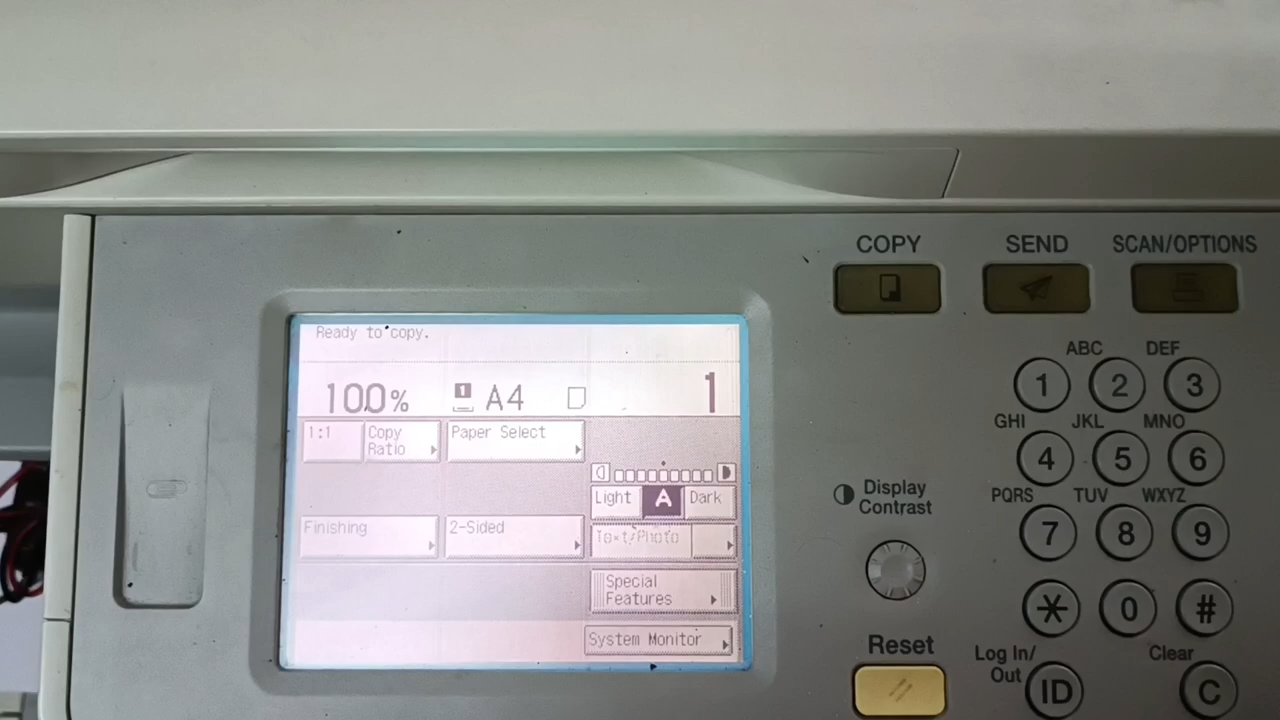 COPY
SEND
SCAN/OPTIONS
Ready to copy.
100%
1
A4
1
1:1
Copy
Ratio
Paper Select
Light
A
Dark
Finishing
2-Sided
Text/Photo
Special
Features
System Monitor
Display
Contrast
Reset
ABC
DEF
1
2
3
GHI
JKL
MNO
4
5
6
PQRS
TUV
WXYZ
7
8
9
*
0
#
Log In/
Out
ID
Clear
C